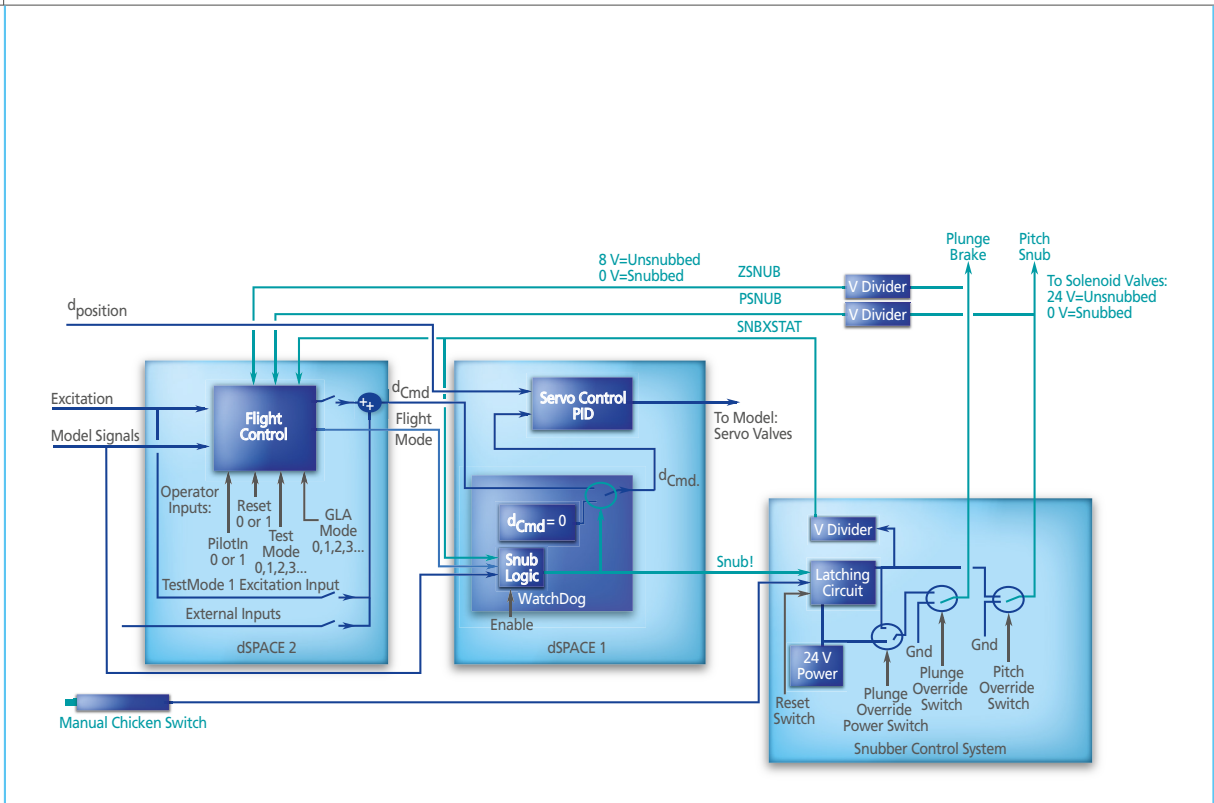 Plunge
Brake
Pitch
Snub
8 V=Unsnubbed
0 V=Snubbed
ZSNUB
V Divider
To Solenoid Valves:
24 V=Unsnubbed
0 V=Snubbed
PSNUB
V Divider
dposition
SNBXSTAT
Excitation
Model Signals
Flight
Control
++
dCmd
Flight
Mode
Servo Control
PID
To Model:
Servo Valves
Operator
Inputs:
PilotIn
0 or 1
Reset
0 or 1
Test
Mode
0,1,2,3...
GLA
Mode
0,1,2,3...
TestMode 1 Excitation Input
External Inputs
dSPACE 2
dCmd.
dCmd = 0
Snub
Logic
WatchDog
Enable
dSPACE 1
Snub!
V Divider
Latching
Circuit
24 V
Power
Reset
Switch
Plunge
Override
Power Switch
Gnd
Plunge
Override
Switch
Gnd
Pitch
Override
Switch
Snubber Control System
Manual Chicken Switch